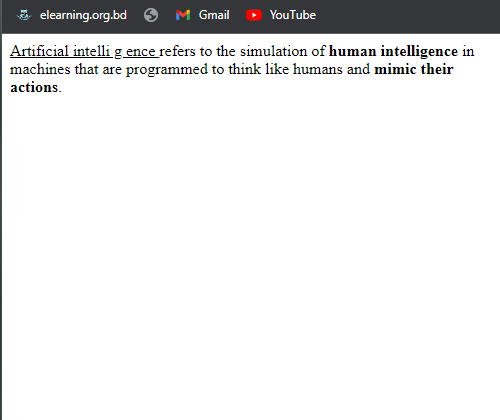 elearning.org.bd Gmail YouTube
Artificial intelli g ence refers to the simulation of human intelligence in
machines that are programmed to think like humans and mimic their
actions.